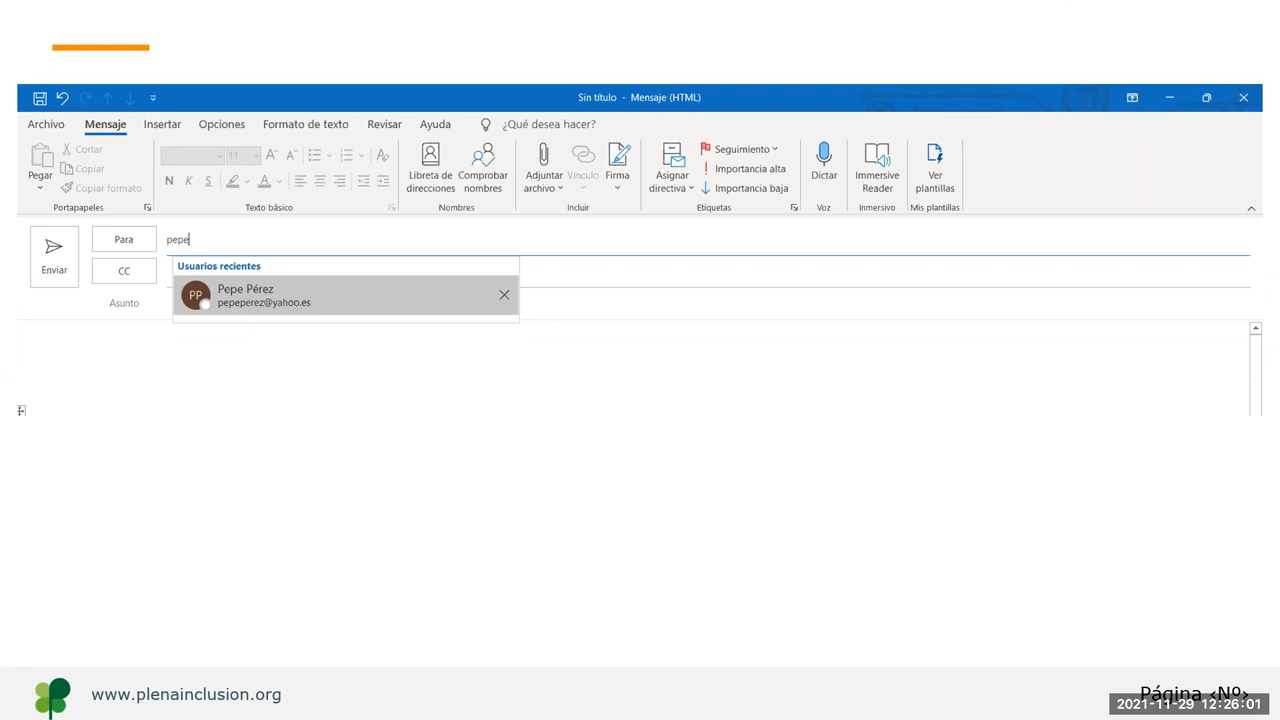 Sin título - Mensaje (HTML)
Archivo Mensaje Insertar Opciones Formato de texto Revisar Ayuda ¿Qué desea hacer?
Pegar
Cortar
Copiar
Copiar formato
Portapapeles
11
N K S
Texto básico
Libreta de direcciones
Comprobar nombres
Nombres
Adjuntar archivo
Vínculo
Firma
Incluir
Asignar directiva
Seguimiento
Importancia alta
Importancia baja
Etiquetas
Dictar
Voz
Immersive Reader
Inmersivo
Ver plantillas
Mis plantillas
Enviar
Para
pepe
CC
Asunto
Usuarios recientes
PP
Pepe Pérez
pepeperez@yahoo.es
www.plenainclusion.org
Página ‹Nº›
2021-11-29 12:26:01